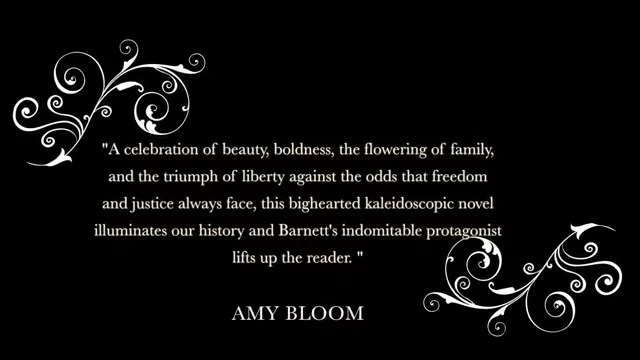 "A celebration of beauty, boldness, the flowering of family,
and the triumph of liberty against the odds that freedom
and justice always face, this bighearted kaleidoscopic novel
illuminates our history and Barnett's indomitable protagonist
lifts up the reader. "
AMY BLOOM